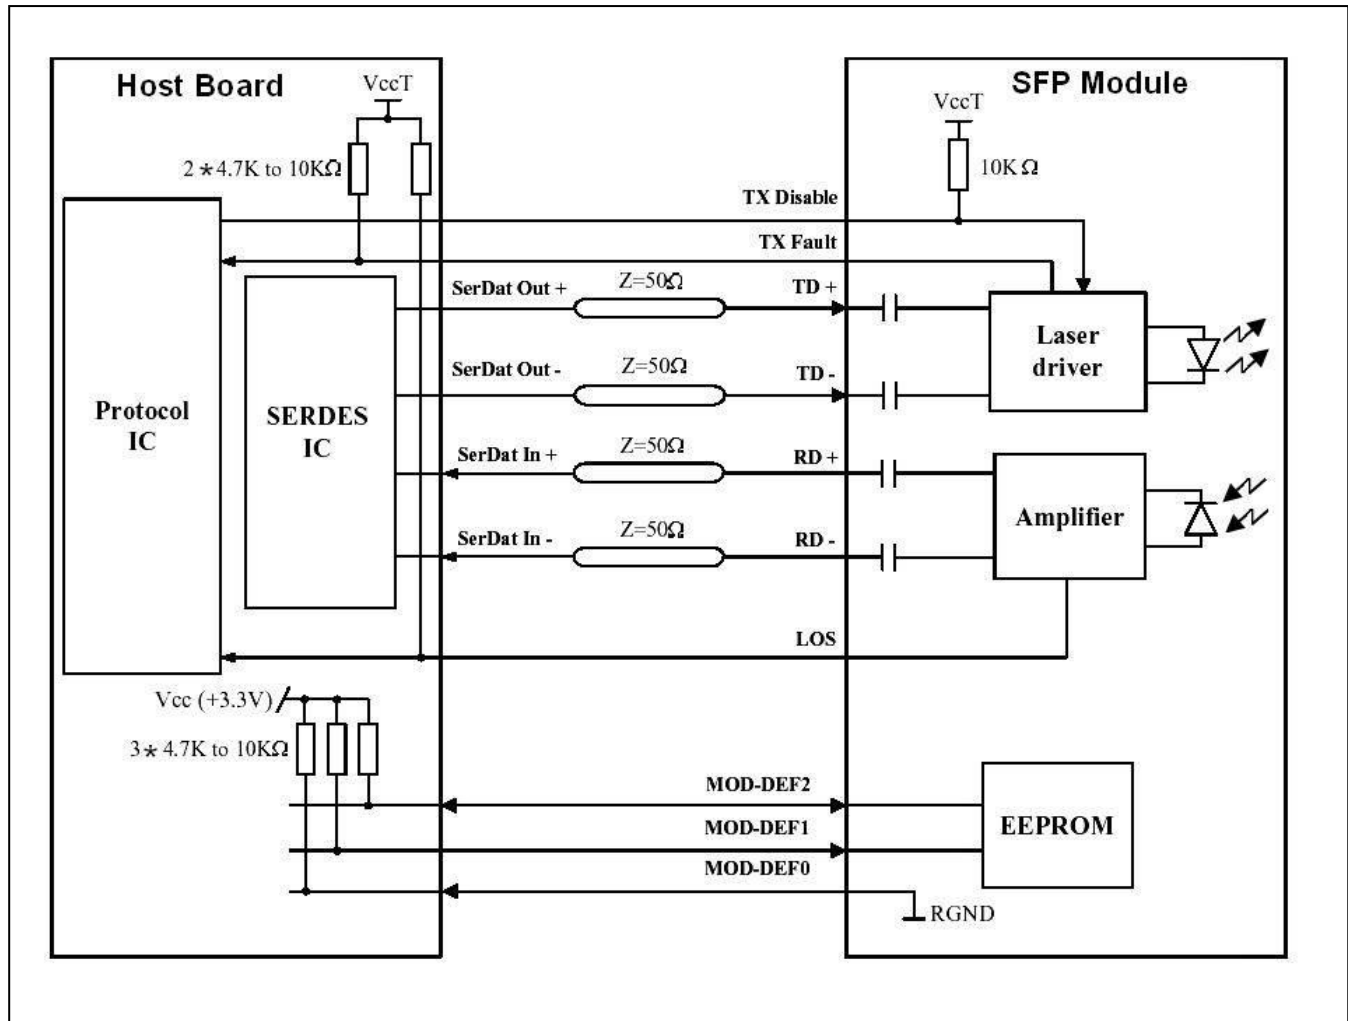 Host Board
SFP Module
VccT
VccT
2*4.7K to 10KΩ
10KΩ
TX Disable
TX Fault
SerDat Out +
Z=50Ω
TD +
Laser
driver
SerDat Out -
Z=50Ω
TD -
Protocol
IC
SERDES
IC
SerDat In +
Z=50Ω
RD +
Amplifier
SerDat In -
Z=50Ω
RD -
LOS
Vcc (+3.3V)
3* 4.7K to 10KΩ
MOD-DEF2
MOD-DEF1
EEPROM
MOD-DEF0
RGND